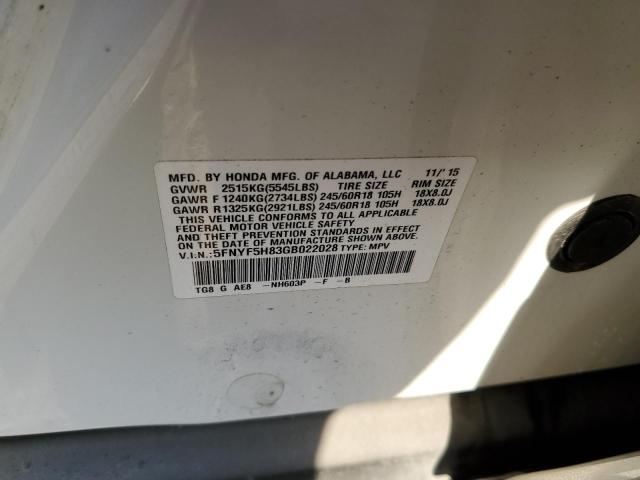 MFD. BY HONDA MFG. OF ALABAMA, LLC 11/'15
GVWR 2515KG(5545LBS) TIRE SIZE RIM SIZE
GAWR F 1240KG(2734LBS) 245/60R18 105H 18X8.0J
GAWR R1325KG(2921LBS) 245/60R18 105H 18X8.0J
THIS VEHICLE CONFORMS TO ALL APPLICABLE
FEDERAL MOTOR VEHICLE SAFETY, BUMPER,
AND THEFT PREVENTION STANDARDS IN EFFECT
ON THE DATE OF MANUFACTURE SHOWN ABOVE.
V.I.N.:5FNYF5H83GB022028 TYPE: MPV
TG8 G AE8 -NH603P -F -B